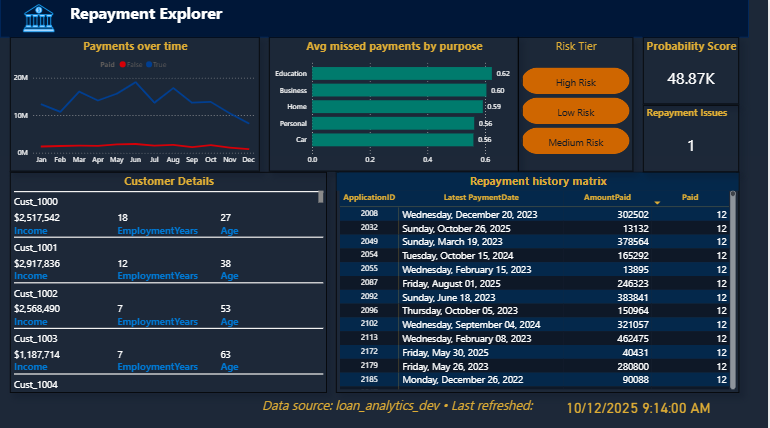 Repayment Explorer
Payments over time
Paid False True
20M
10M
0M
Jan Feb Mar Apr May Jun Jul Aug Sep Oct Nov Dec
Avg missed payments by purpose
Education 0.62
Business 0.60
Home 0.59
Personal 0.56
Car 0.56
0.0 0.2 0.4 0.6
Risk Tier
High Risk
Low Risk
Medium Risk
Probability Score
48.87K
Repayment Issues
1
Customer Details
Cust_1000
$2,517,542 18 27
Income EmploymentYears Age
Cust_1001
$2,917,836 12 38
Income EmploymentYears Age
Cust_1002
$2,568,490 7 53
Income EmploymentYears Age
Cust_1003
$1,187,714 7 63
Income EmploymentYears Age
Cust_1004
Repayment history matrix
ApplicationID Latest PaymentDate AmountPaid Paid
2008 Wednesday, December 20, 2023 302502 12
2032 Sunday, October 26, 2025 13132 12
2049 Sunday, March 19, 2023 378564 12
2054 Tuesday, October 15, 2024 165292 12
2055 Wednesday, February 15, 2023 13895 12
2087 Friday, August 01, 2025 246323 12
2092 Sunday, June 18, 2023 383841 12
2096 Thursday, October 05, 2023 150964 12
2102 Wednesday, September 04, 2024 321057 12
2113 Wednesday, February 08, 2023 462475 12
2172 Friday, May 30, 2025 40431 12
2179 Friday, May 26, 2023 280800 12
2185 Monday, December 26, 2022 90088 12
Data source: loan_analytics_dev • Last refreshed: 10/12/2025 9:14:00 AM